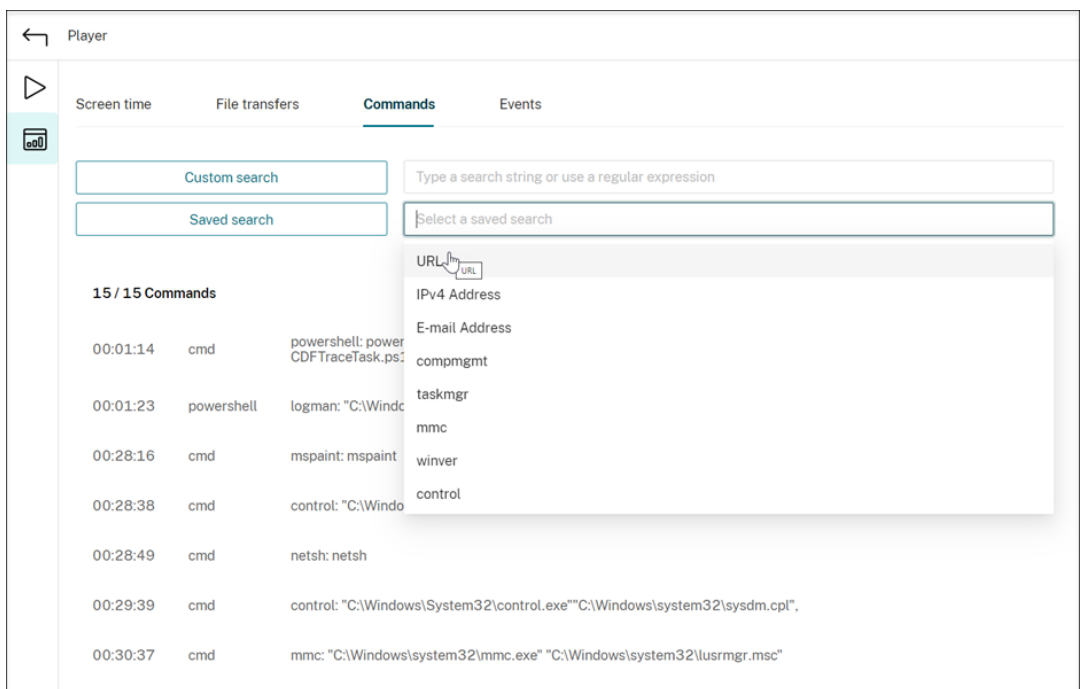 Player
Screen time File transfers Commands Events
Custom search Type a search string or use a regular expression
Saved search Select a saved search
URL URL
15 / 15 Commands IPv4 Address
E-mail Address
00:01:14 cmd powershell: power
CDFTraceTask.ps1 compmgmt
taskmgr
00:01:23 powershell logman: "C:\Windo
mmc
00:28:16 cmd mspaint: mspaint winver
control
00:28:38 cmd control: "C:\Windo
00:28:49 cmd netsh: netsh
00:29:39 cmd control: "C:\Windows\System32\control.exe""C:\Windows\system32\sysdm.cpl",
00:30:37 cmd mmc: "C:\Windows\system32\mmc.exe" "C:\Windows\system32\lusrmgr.msc"